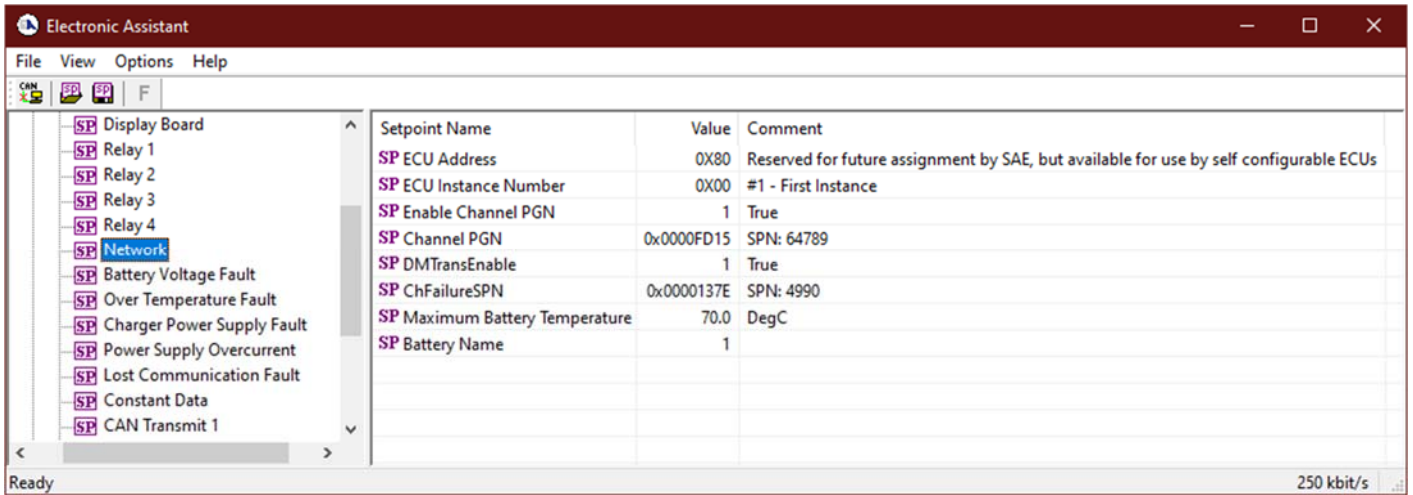 Electronic Assistant
File View Options Help
CAN SP SP F
SP Display Board
SP Relay 1
SP Relay 2
SP Relay 3
SP Relay 4
SP Network
SP Battery Voltage Fault
SP Over Temperature Fault
SP Charger Power Supply Fault
SP Power Supply Overcurrent
SP Lost Communication Fault
SP Constant Data
SP CAN Transmit 1
Setpoint Name Value Comment
SP ECU Address 0X80 Reserved for future assignment by SAE, but available for use by self configurable ECUs
SP ECU Instance Number 0X00 #1 - First Instance
SP Enable Channel PGN 1 True
SP Channel PGN 0x0000FD15 SPN: 64789
SP DMTransEnable 1 True
SP ChFailureSPN 0x0000137E SPN: 4990
SP Maximum Battery Temperature 70.0 DegC
SP Battery Name 1
Ready 250 kbit/s